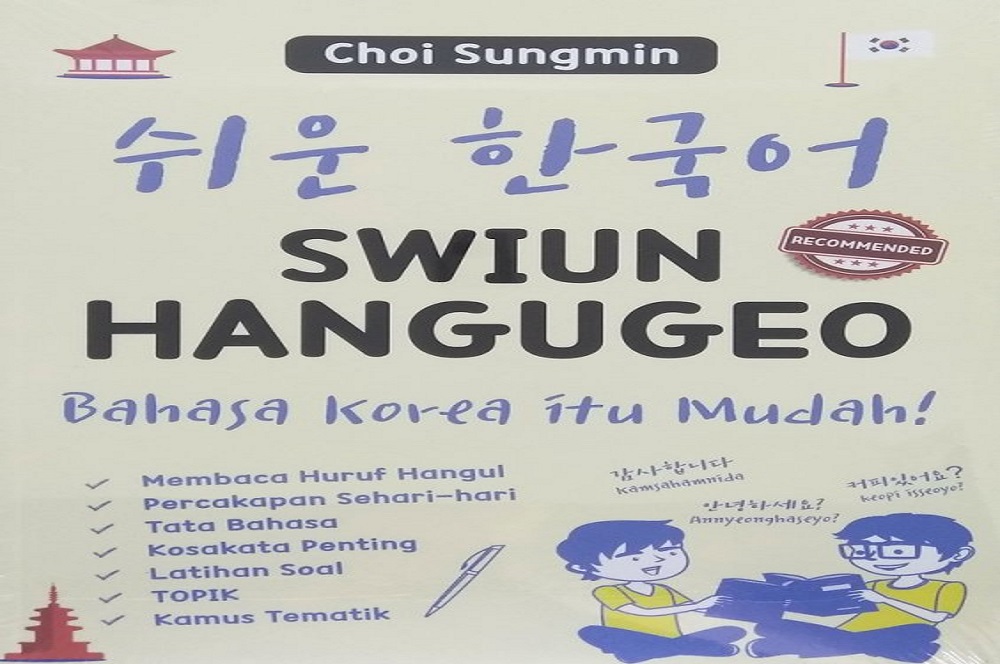 Choi Sungmin
쉬운 한국어
SWIUN
HANGUGEO
RECOMMENDED
Bahasa Korea itu Mudah!
Membaca Huruf Hangul
Percakapan Sehari-hari
Tata Bahasa
Kosakata Penting
Latihan Soal
TOPIK
Kamus Tematik
감사합니다
Kamsahamnida
안녕하세요?
Annyeonghaseyo?
커피있어요?
keopi isseoyo?